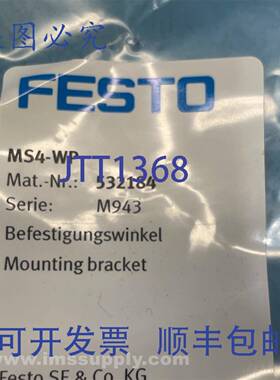 图必究
FESTO
MS4-WP
JTT1368
Mat.-Nr.: 532184
Serie: M943
Befestigungswinkel
Mounting bracket
可开发票 顺丰包邮
www.imssupply.com
Festo SE & Co. KG